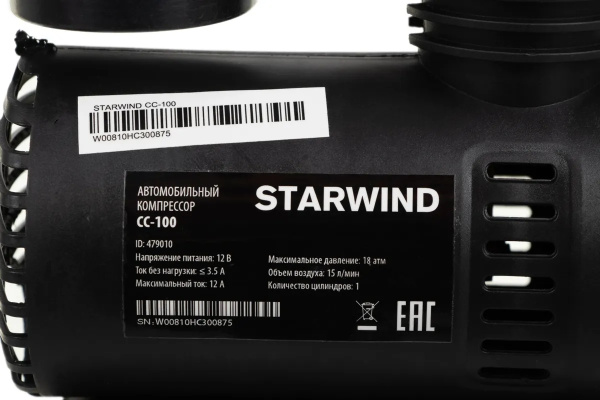 STARWIND CC-100
W00810HC300875
АВТОМОБИЛЬНЫЙ
КОМПРЕССОР
СС-100
STARWIND
ID: 479010
Напряжение питания: 12 В
Ток без нагрузки: ≤ 3.5 А
Максимальный ток: 12 А
Максимальное давление: 18 атм
Объем воздуха: 15 л/мин
Количество цилиндров: 1
SN: W00810HC300875
EAC